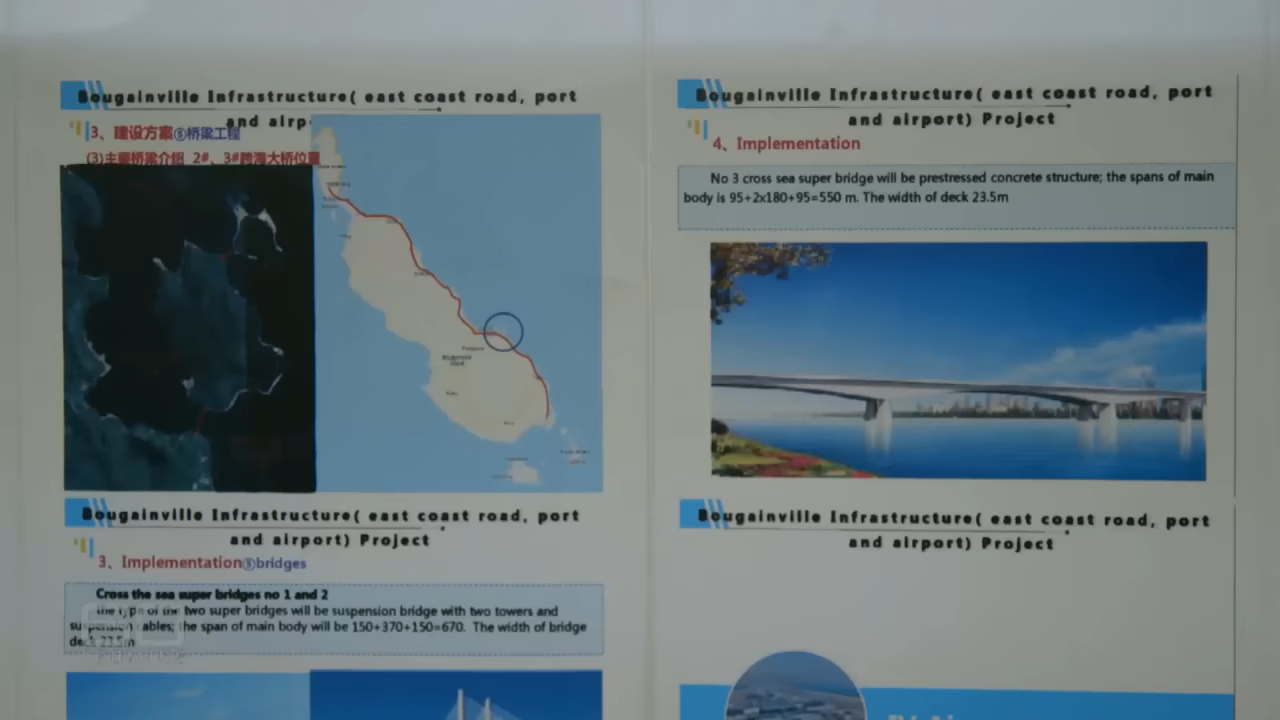 Bougainville Infrastructure( east coast road, port
and airp
3、建设方案⑤桥梁工程
(3)主要桥梁介绍 2#、3#跨海大桥位置
Bougainville Infrastructure( east coast road, port
and airport) Project
4、Implementation
No 3 cross sea super bridge will be prestressed concrete structure; the spans of main
body is 95+2x180+95=550 m. The width of deck 23.5m
Bougainville Infrastructure( east coast road, port
and airport) Project
3、Implementation⑤bridges
Cross the sea super bridges no 1 and 2
the type of the two super bridges will be suspension bridge with two towers and
suspension cables; the span of main body will be 150+370+150=670. The width of bridge
deck 23.5m
Bougainville Infrastructure( east coast road, port
and airport) Project